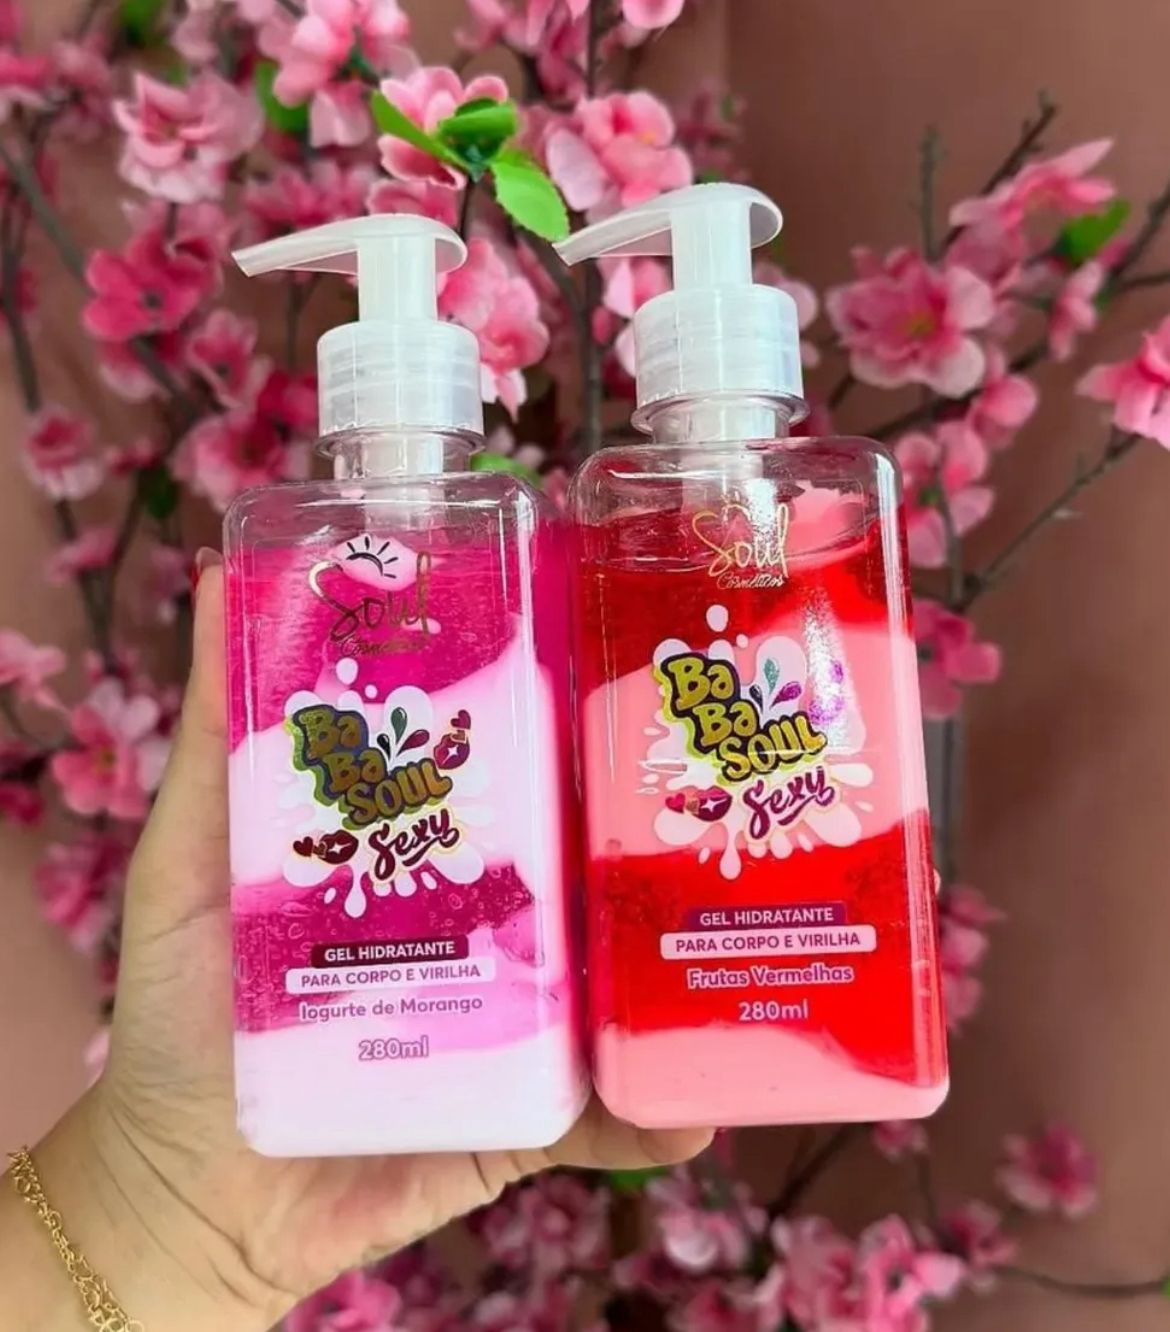 Soul
Cosméticos
Ba
Ba
SOUL
Sexy
GEL HIDRATANTE
PARA CORPO E VIRILHA
Iogurte de Morango
280ml
Soul
Cosméticos
Ba
Ba
SOUL
Sexy
GEL HIDRATANTE
PARA CORPO E VIRILHA
Frutas Vermelhas
280ml